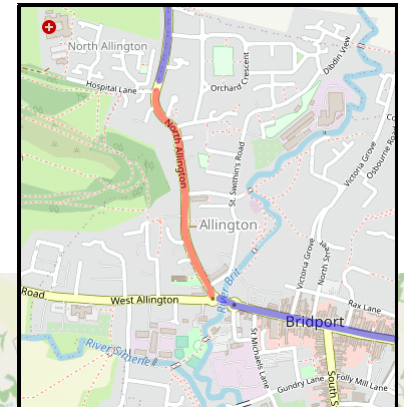 North Allington
Dibdin View
Hospital Lane
Orchard Crescent
North Allington
St. Swithin's Road
Victoria Grove
Osbourne Road
Allington
Victoria Grove
North Street
Road
West Allington
River Brit
Rax Lane
Bridport
St Michaels Lane
River Simene
Gundry Lane
Folly Mill Lane
South S